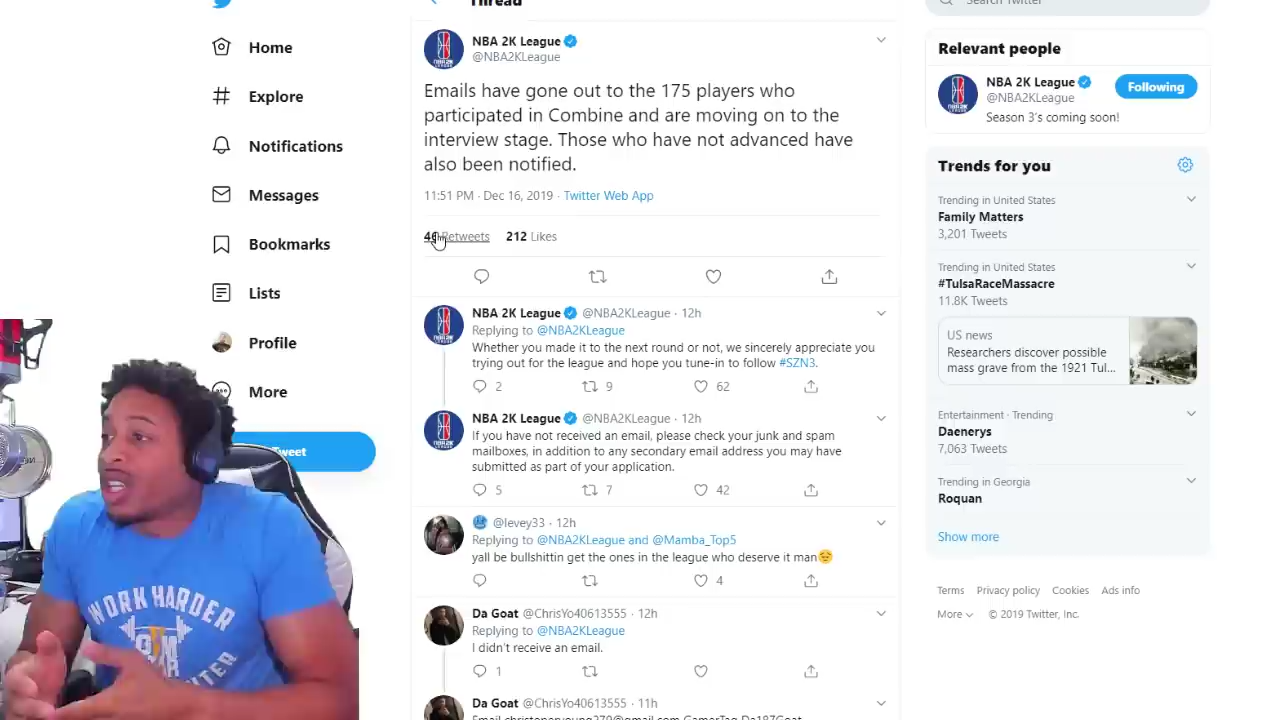 Thread
Search Twitter
Home
Explore
Notifications
Messages
Bookmarks
Lists
Profile
More
Tweet
NBA 2K League
@NBA2KLeague
Emails have gone out to the 175 players who
participated in Combine and are moving on to the
interview stage. Those who have not advanced have
also been notified.
11:51 PM · Dec 16, 2019 · Twitter Web App
Retweets 212 Likes
NBA 2K League @NBA2KLeague · 12h
Replying to @NBA2KLeague
Whether you made it to the next round or not, we sincerely appreciate you
trying out for the league and hope you tune-in to follow #SZN3.
2 9 62
NBA 2K League @NBA2KLeague · 12h
If you have not received an email, please check your junk and spam
mailboxes, in addition to any secondary email address you may have
submitted as part of your application.
5 7 42
@levey33 · 12h
Replying to @NBA2KLeague and @Mamba_Top5
yall be bullshittin get the ones in the league who deserve it man😌
4
Da Goat @ChrisYo40613555 · 12h
Replying to @NBA2KLeague
I didn't receive an email.
1
Da Goat @ChrisYo40613555 · 11h
Relevant people
NBA 2K League
@NBA2KLeague
Following
Season 3's coming soon!
Trends for you
Trending in United States
Family Matters
3,201 Tweets
Trending in United States
#TulsaRaceMassacre
11.8K Tweets
US news
Researchers discover possible
mass grave from the 1921 Tul...
Entertainment · Trending
Daenerys
7,063 Tweets
Trending in Georgia
Roquan
Show more
Terms Privacy policy Cookies Ads info
More © 2019 Twitter, Inc.
WORK HARDER